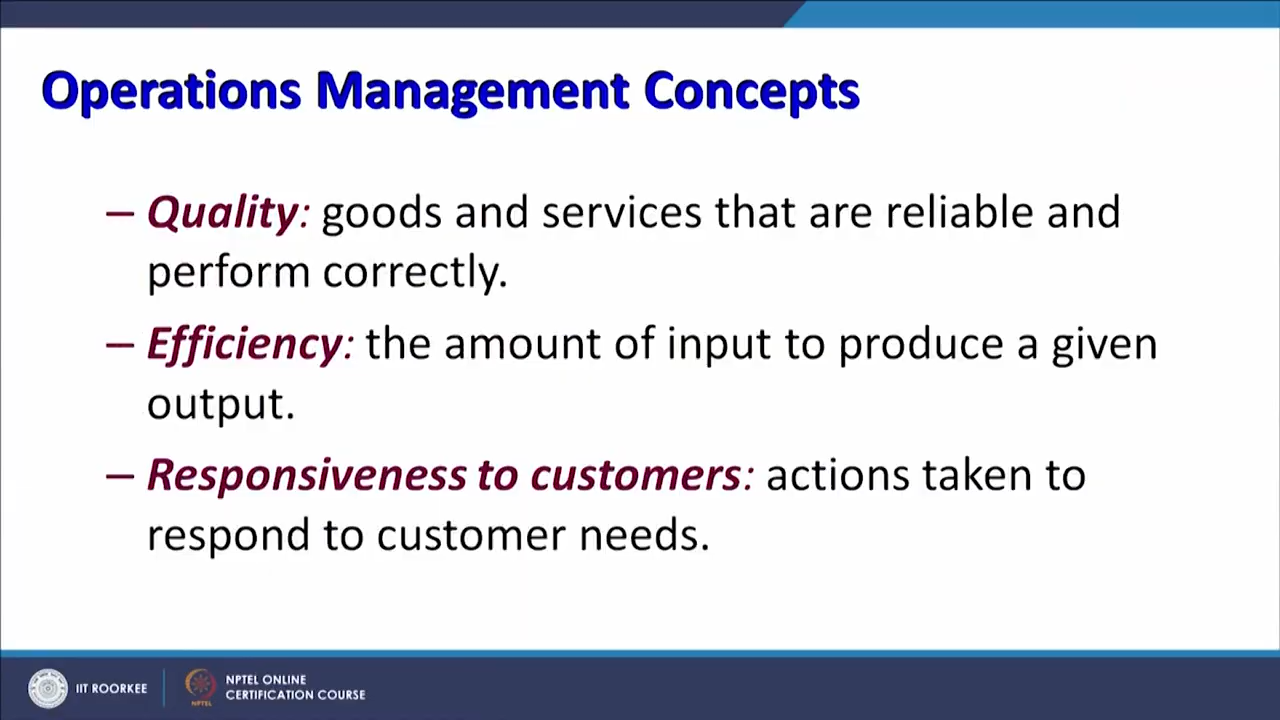 Operations Management Concepts
– Quality: goods and services that are reliable and
perform correctly.
– Efficiency: the amount of input to produce a given
output.
– Responsiveness to customers: actions taken to
respond to customer needs.
IIT ROORKEE
NPTEL
NPTEL ONLINE
CERTIFICATION COURSE